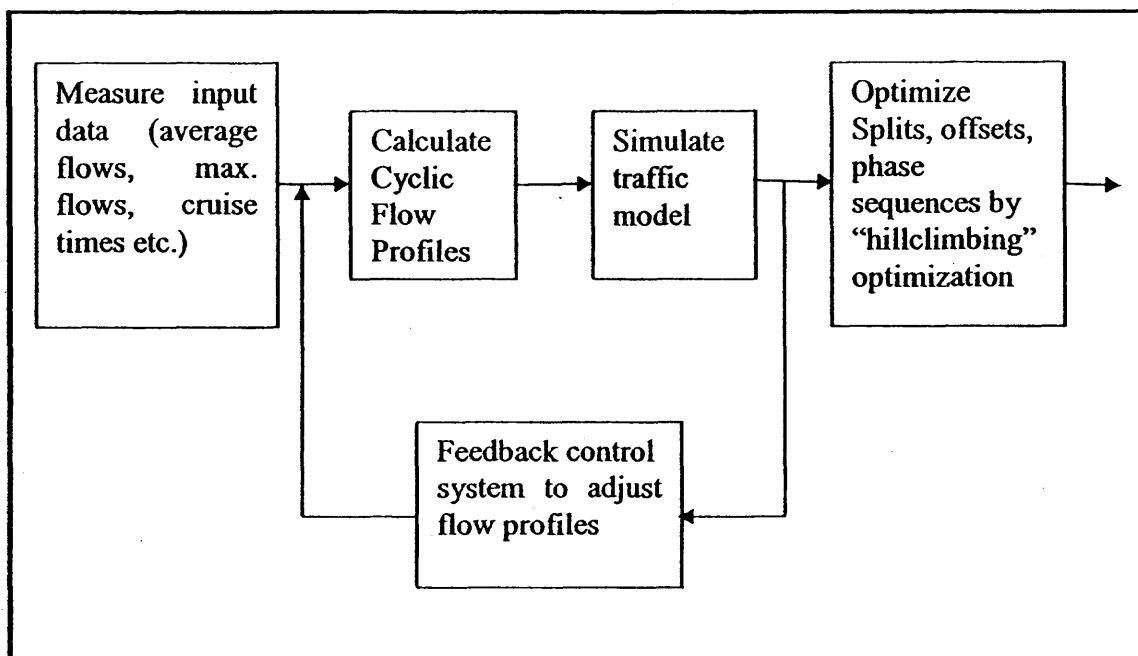 Measure input
data (average
flows, max.
flows, cruise
times etc.)
Calculate
Cyclic
Flow
Profiles
Simulate
traffic
model
Optimize
Splits, offsets,
phase
sequences by
“hillclimbing”
optimization
Feedback control
system to adjust
flow profiles